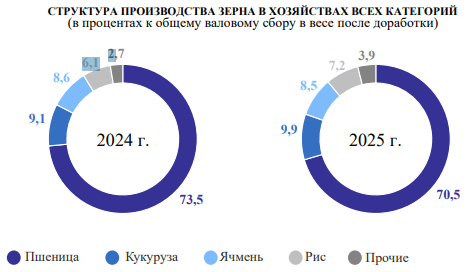 СТРУКТУРА ПРОИЗВОДСТВА ЗЕРНА В ХОЗЯЙСТВАХ ВСЕХ КАТЕГОРИЙ
(в процентах к общему валовому сбору в весе после доработки)
2,7
6,1
8,6
9,1
2024 г.
73,5
3,9
7,2
8,5
9,9
2025 г.
70,5
Пшеница
Кукуруза
Ячмень
Рис
Прочие